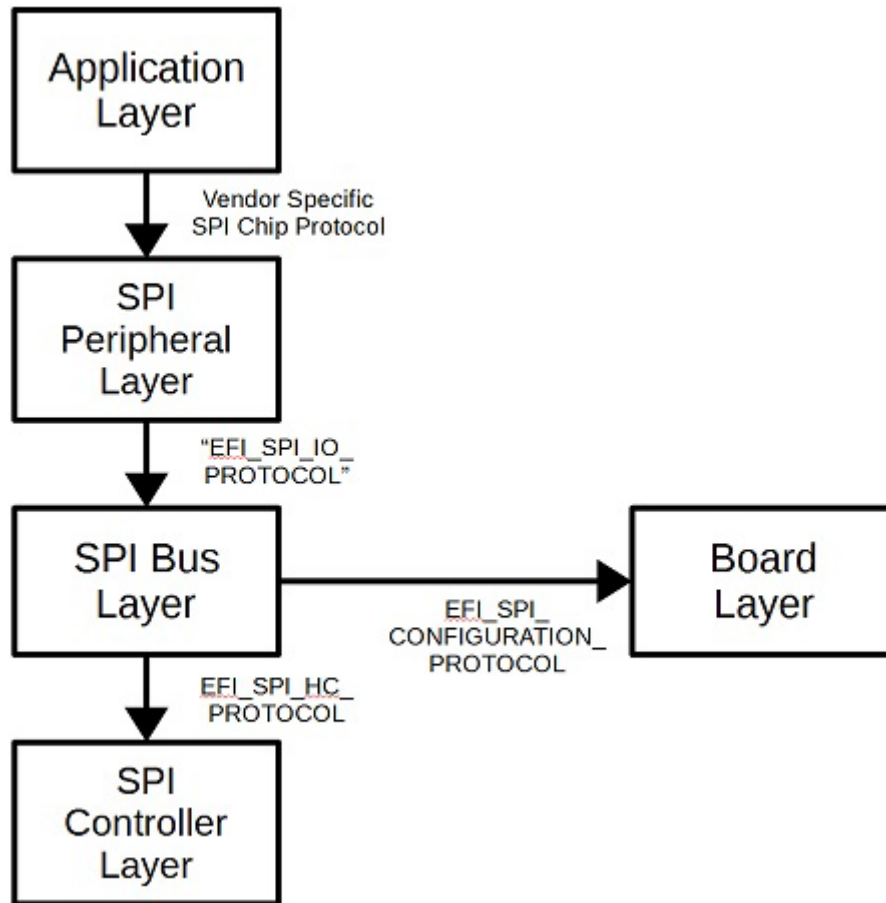 Application
Layer
Vendor Specific
SPI Chip Protocol
SPI
Peripheral
Layer
“EFI_SPI_IO_
PROTOCOL”
SPI Bus
Layer
Board
Layer
EFI_SPI_
CONFIGURATION_
PROTOCOL
EFI_SPI_HC_
PROTOCOL
SPI
Controller
Layer